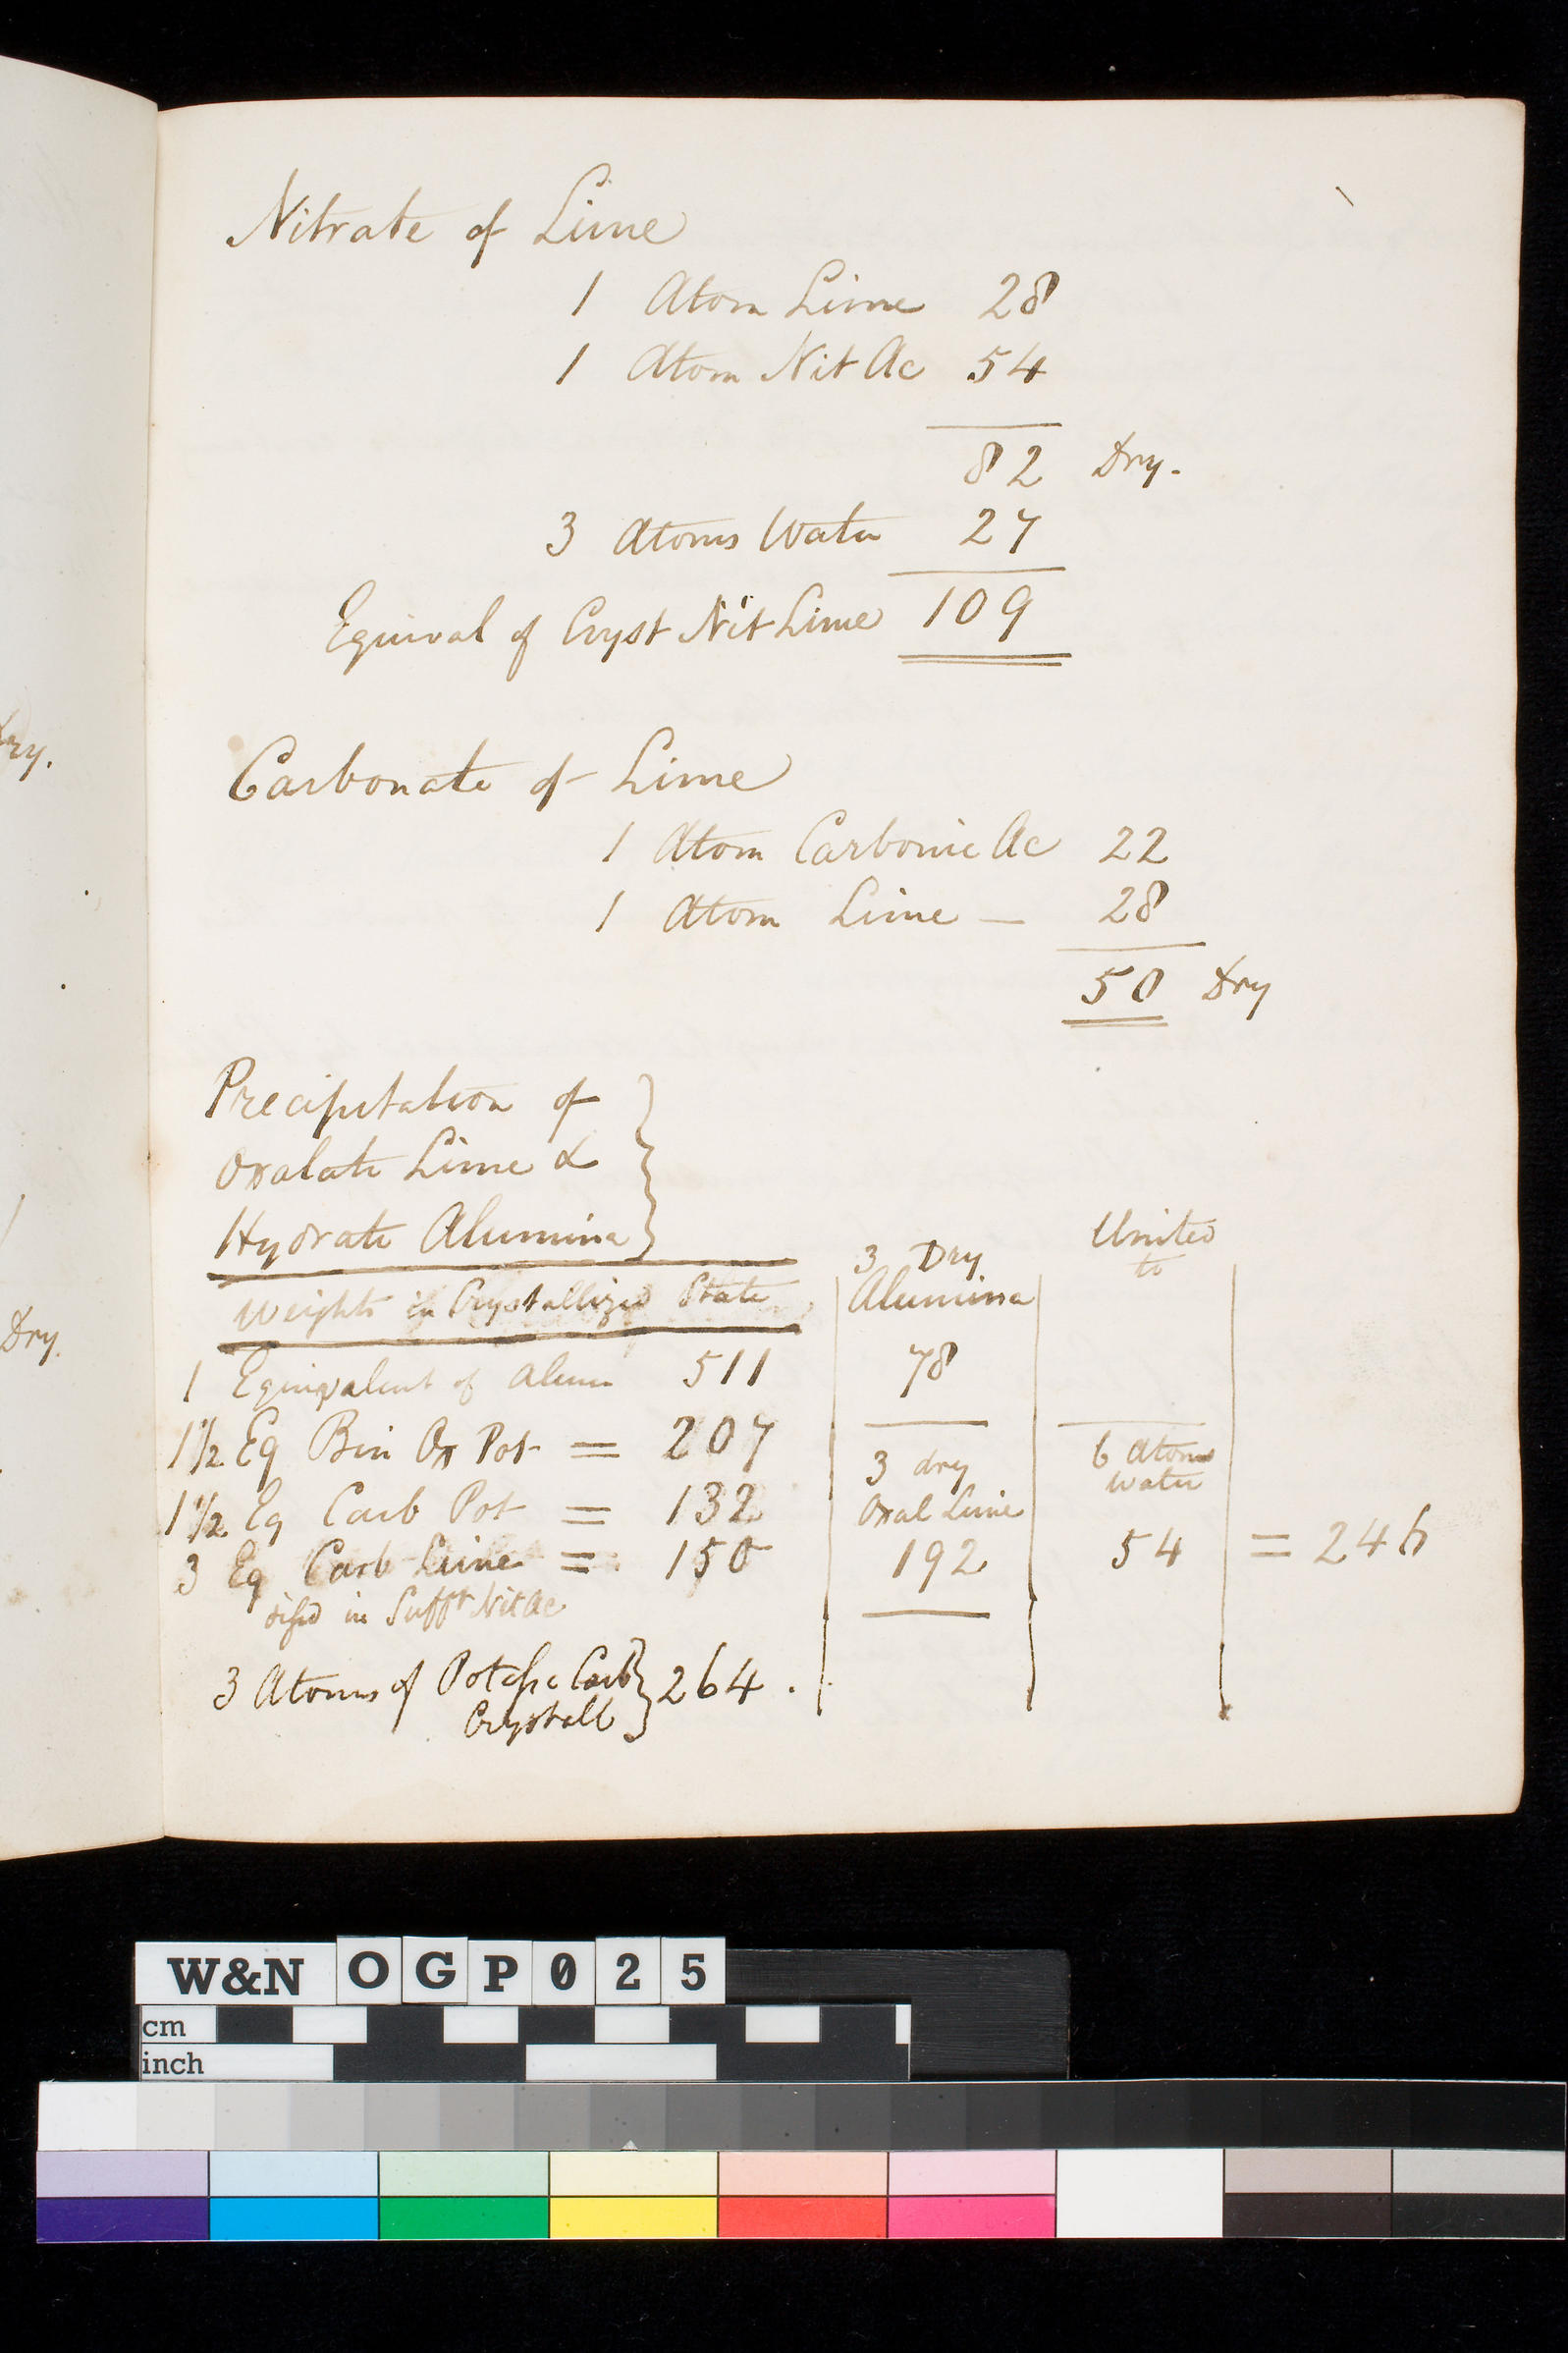 Nitrate of Lime
1 Atom Lime 28
1 Atom Nit Ac 54
82 Dry.
3 Atoms Water 27
Equival of Cryst Nit Lime 109
Carbonate of Lime
1 Atom Carbonic Ac 22
1 Atom Lime — 28
50 Dry
Precipitation of
Oxalate Lime &
Hydrate Alumina
Weights in Crystallized State
3 Dry
Alumina
United
to
1 Equivalent of Alum 511
78
1 1/2 Eq Bin Ox Pot = 207
1 1/2 Eq Carb Pot = 132
3 dry
Oxal Lime
6 Atoms
water
3 Eq Carb Lime = 150
192
54
= 246
in Suff't Nit Ac
3 Atoms of Potash Carb
Crystall
264.
Dry.
Dry.
W&N OGP025
cm
inch